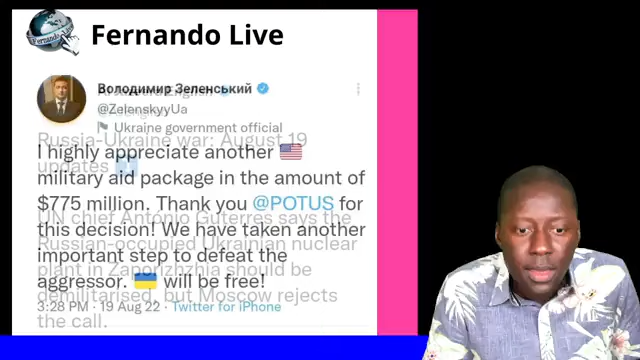 Fernando Live
Fernando Live
Володимир Зеленський
@ZelenskyyUa
Ukraine government official
I highly appreciate another 🇺🇸
military aid package in the amount of
$775 million. Thank you @POTUS for
this decision! We have taken another
important step to defeat the
aggressor. 🇺🇦 will be free!
3:28 PM · 19 Aug 22 · Twitter for iPhone
Russia-Ukraine war: August 19
updates
UN chief António Guterres says the
Russian-occupied Ukrainian nuclear
plant in Zaporizhzhia should be
demilitarised, but Moscow rejects
the call.